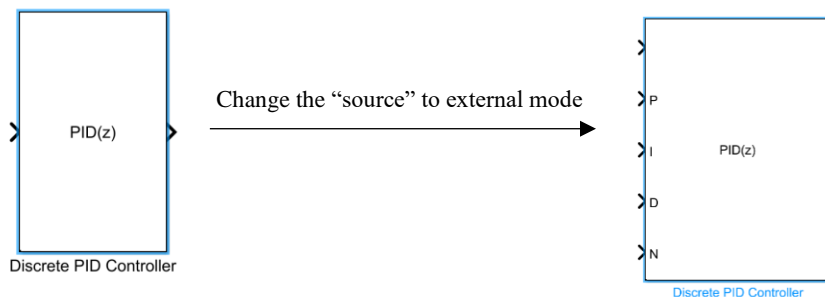 PID(z)
Discrete PID Controller
Change the “source” to external mode
P
I
PID(z)
D
N
Discrete PID Controller